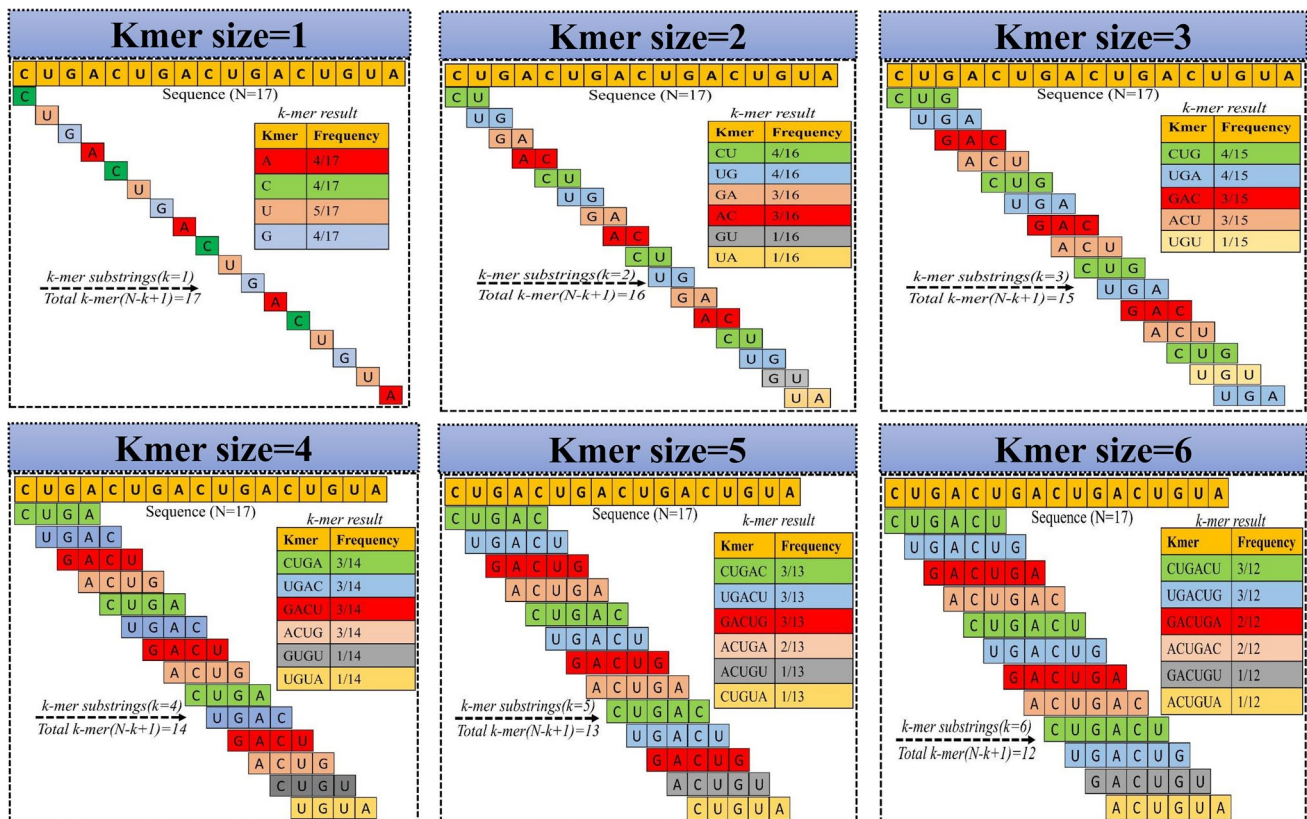 Kmer size=1
C U G A C U G A C U G A C U G U A
Sequence (N=17)
C
U
G
A
C
U
G
A
C
U
G
A
C
U
G
U
A
k-mer result
Kmer Frequency
A 4/17
C 4/17
U 5/17
G 4/17
k-mer substrings(k=1)
Total k-mer(N-k+1)=17
Kmer size=2
C U G A C U G A C U G A C U G U A
Sequence (N=17)
C U
U G
G A
A C
C U
U G
G A
A C
C U
U G
G A
A C
C U
U G
G U
U A
k-mer result
Kmer Frequency
CU 4/16
UG 4/16
GA 3/16
AC 3/16
GU 1/16
UA 1/16
k-mer substrings(k=2)
Total k-mer(N-k+1)=16
Kmer size=3
C U G A C U G A C U G A C U G U A
Sequence (N=17)
C U G
U G A
G A C
A C U
C U G
U G A
G A C
A C U
C U G
U G A
G A C
A C U
C U G
U G U
U G A
k-mer result
Kmer Frequency
CUG 4/15
UGA 4/15
GAC 3/15
ACU 3/15
UGU 1/15
k-mer substrings(k=3)
Total k-mer(N-k+1)=15
Kmer size=4
C U G A C U G A C U G A C U G U A
Sequence (N=17)
C U G A
U G A C
G A C U
A C U G
C U G A
U G A C
G A C U
A C U G
C U G A
U G A C
G A C U
A C U G
C U G U
U G U A
k-mer result
Kmer Frequency
CUGA 3/14
UGAC 3/14
GACU 3/14
ACUG 3/14
GUGU 1/14
UGUA 1/14
k-mer substrings(k=4)
Total k-mer(N-k+1)=14
Kmer size=5
C U G A C U G A C U G A C U G U A
Sequence (N=17)
C U G A C
U G A C U
G A C U G
A C U G A
C U G A C
U G A C U
G A C U G
A C U G A
C U G A C
U G A C U
G A C U G
A C U G U
C U G U A
k-mer result
Kmer Frequency
CUGAC 3/13
UGACU 3/13
GACUG 3/13
ACUGA 2/13
ACUGU 1/13
CUGUA 1/13
k-mer substrings(k=5)
Total k-mer(N-k+1)=13
Kmer size=6
C U G A C U G A C U G A C U G U A
Sequence (N=17)
C U G A C U
U G A C U G
G A C U G A
A C U G A C
C U G A C U
U G A C U G
G A C U G A
A C U G A C
C U G A C U
U G A C U G
G A C U G U
A C U G U A
k-mer result
Kmer Frequency
CUGACU 3/12
UGACUG 3/12
GACUGA 2/12
ACUGAC 2/12
GACUGU 1/12
ACUGUA 1/12
k-mer substrings(k=6)
Total k-mer(N-k+1)=12